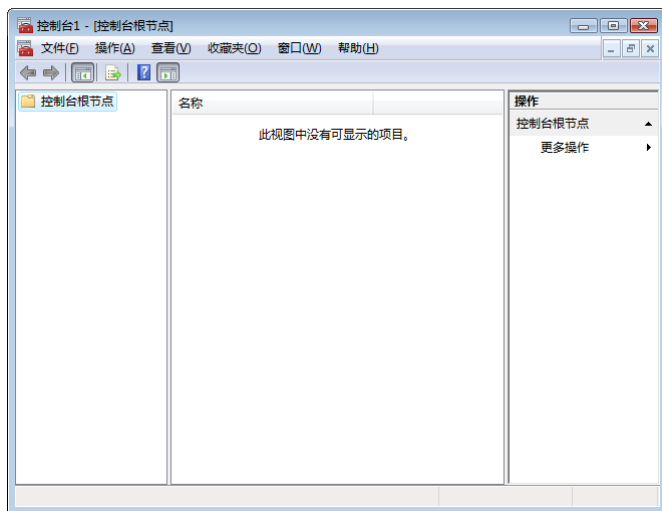 控制台1 - [控制台根节点]
文件(F) 操作(A) 查看(V) 收藏夹(O) 窗口(W) 帮助(H)
控制台根节点
名称
此视图中没有可显示的项目。
操作
控制台根节点
更多操作